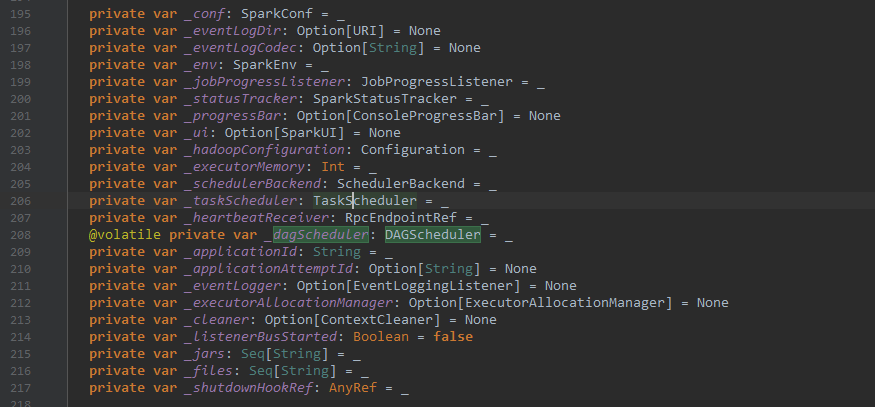 195 private var _conf: SparkConf = _
196 private var _eventLogDir: Option[URI] = None
197 private var _eventLogCodec: Option[String] = None
198 private var _env: SparkEnv = _
199 private var _jobProgressListener: JobProgressListener = _
200 private var _statusTracker: SparkStatusTracker = _
201 private var _progressBar: Option[ConsoleProgressBar] = None
202 private var _ui: Option[SparkUI] = None
203 private var _hadoopConfiguration: Configuration = _
204 private var _executorMemory: Int = _
205 private var _schedulerBackend: SchedulerBackend = _
206 private var _taskScheduler: TaskScheduler = _
207 private var _heartbeatReceiver: RpcEndpointRef = _
208 @volatile private var _dagScheduler: DAGScheduler = _
209 private var _applicationId: String = _
210 private var _applicationAttemptId: Option[String] = None
211 private var _eventLogger: Option[EventLoggingListener] = None
212 private var _executorAllocationManager: Option[ExecutorAllocationManager] = None
213 private var _cleaner: Option[ContextCleaner] = None
214 private var _listenerBusStarted: Boolean = false
215 private var _jars: Seq[String] = _
216 private var _files: Seq[String] = _
217 private var _shutdownHookRef: AnyRef = _
218